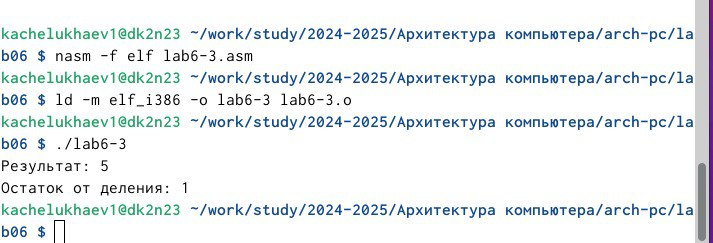 kachelukhaev1@dk2n23 ~/work/study/2024-2025/Архитектура компьютера/arch-pc/la
b06 $ nasm -f elf lab6-3.asm
kachelukhaev1@dk2n23 ~/work/study/2024-2025/Архитектура компьютера/arch-pc/la
b06 $ ld -m elf_i386 -o lab6-3 lab6-3.o
kachelukhaev1@dk2n23 ~/work/study/2024-2025/Архитектура компьютера/arch-pc/la
b06 $ ./lab6-3
Результат: 5
Остаток от деления: 1
kachelukhaev1@dk2n23 ~/work/study/2024-2025/Архитектура компьютера/arch-pc/la
b06 $